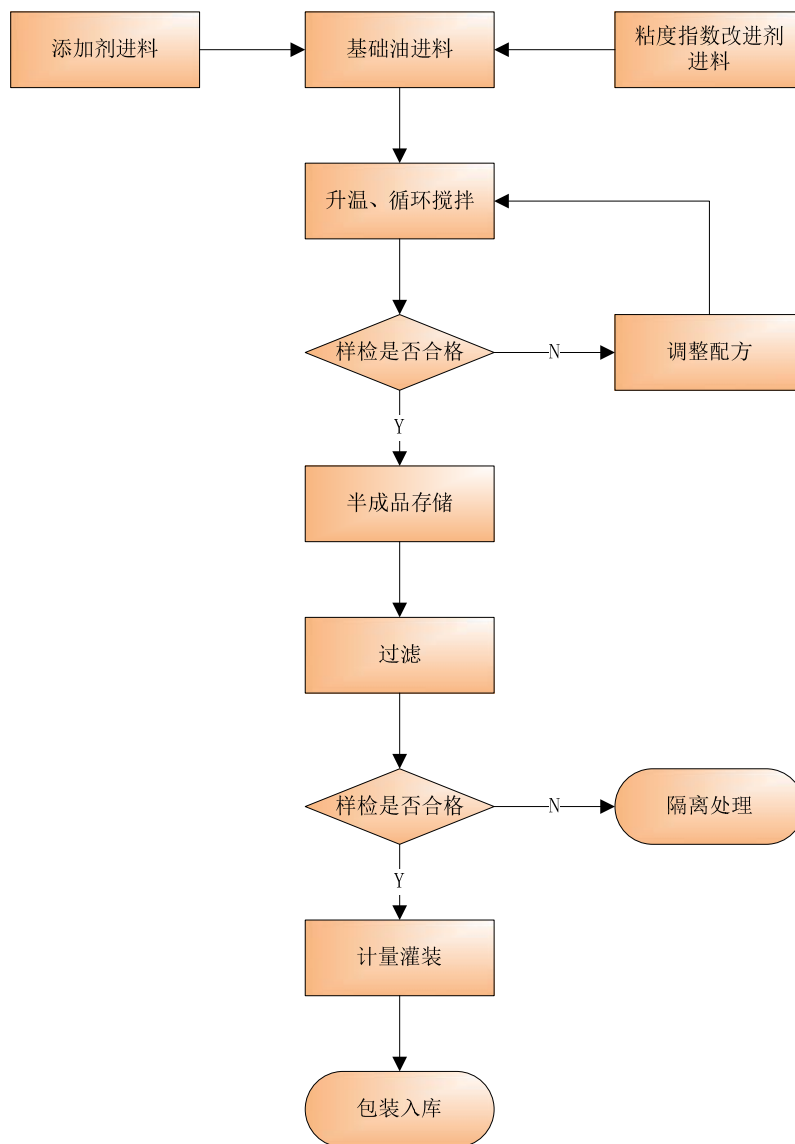 添加剂进料
基础油进料
粘度指数改进剂
进料
升温、循环搅拌
样检是否合格
N
调整配方
Y
半成品存储
过滤
样检是否合格
N
隔离处理
Y
计量灌装
包装入库